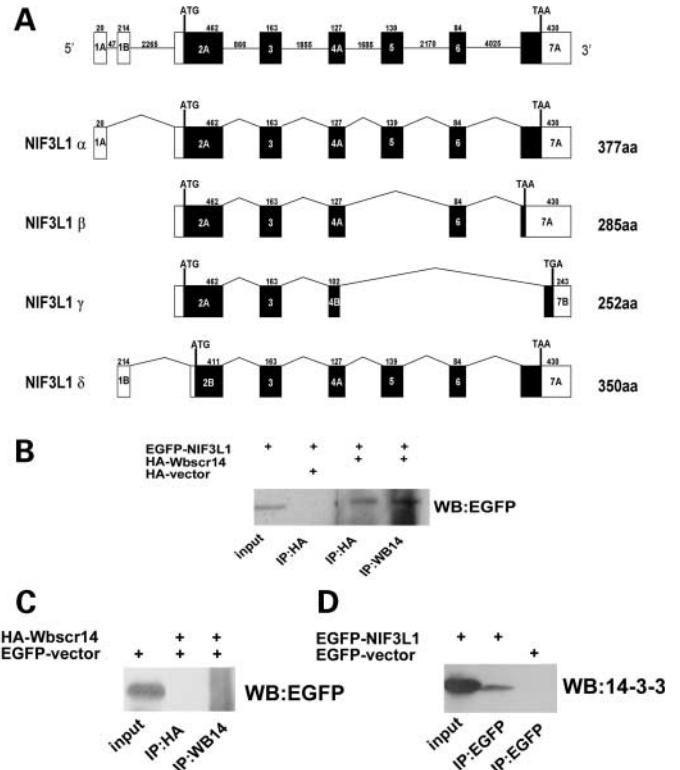 A
ATG TAA
20 214 462 163 127 139 84 430
5' 1A 47 1B 2265 2A 866 3 1855 4A 1685 5 2170 6 4025 7A 3'
ATG TAA
20 462 163 127 139 84 430
NIF3L1 α 1A 2A 3 4A 5 6 7A 377aa
ATG TAA
462 163 127 84 430
NIF3L1 β 2A 3 4A 6 7A 285aa
ATG TGA
462 163 102 243
NIF3L1 γ 2A 3 4B 7B 252aa
ATG TAA
214 411 163 127 139 84 430
NIF3L1 δ 1B 2B 3 4A 5 6 7A 350aa
B
EGFP-NIF3L1 + + + +
HA-Wbscr14 + +
HA-vector +
WB:EGFP
input IP:HA IP:HA IP:WB14
C
HA-Wbscr14 + +
EGFP-vector + + +
WB:EGFP
input IP:HA IP:WB14
D
EGFP-NIF3L1 + +
EGFP-vector +
WB:14-3-3
input IP:EGFP IP:EGFP